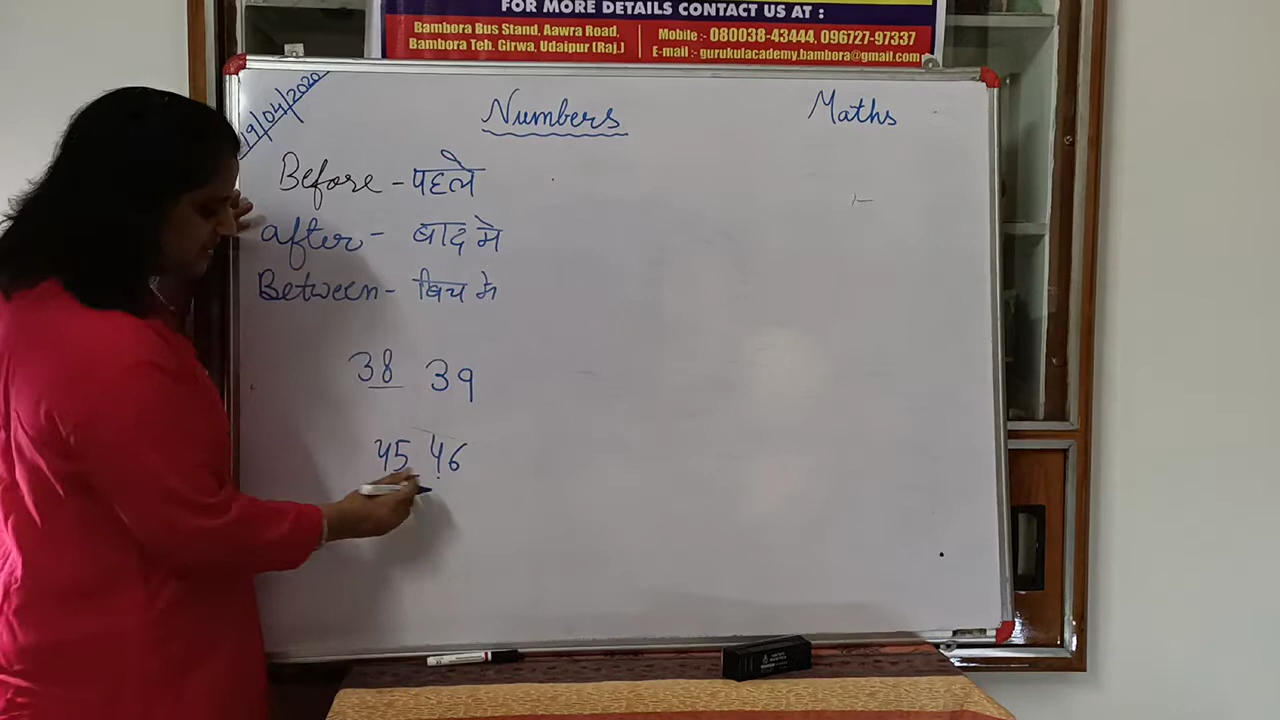 FOR MORE DETAILS CONTACT US AT :
Bambora Bus Stand, Aawra Road,
Bambora Teh. Girwa, Udaipur (Raj.)
Mobile :- 080038-43444, 096727-97337
E-mail :- gurukulacademy.bambora@gmail.com
19/04/2020
Numbers
Maths
Before - पहले
after - बाद मे
Between - बिच मे
38 39
45 46